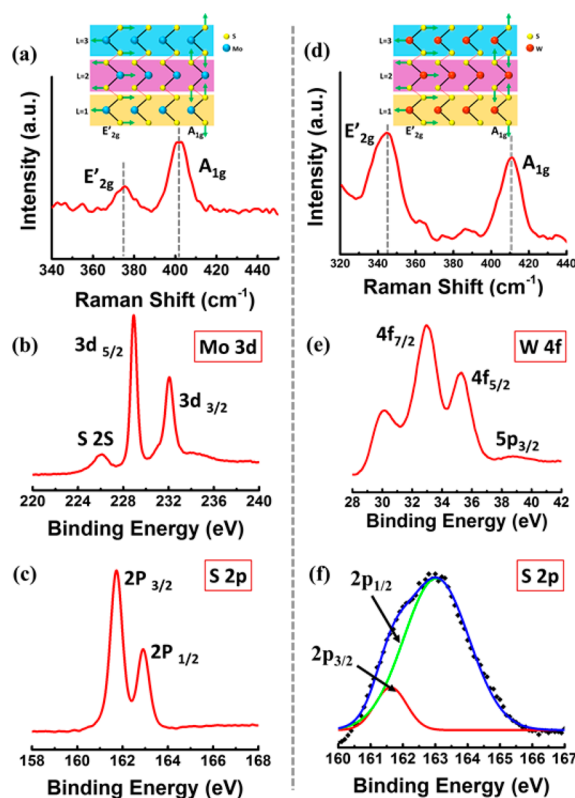 (a)
S
Mo
L=3
L=2
L=1
E'2g
A1g
E'2g
A1g
Intensity (a.u.)
340 360 380 400 420 440
Raman Shift (cm-1)
(b)
Mo 3d
3d 5/2
3d 3/2
S 2S
220 224 228 232 236 240
Binding Energy (eV)
(c)
S 2p
2P 3/2
2P 1/2
158 160 162 164 166 168
Binding Energy (eV)
(d)
S
W
L=3
L=2
L=1
E'2g
A1g
E'2g
A1g
Intensity (a.u.)
320 340 360 380 400 420 440
Raman Shift (cm-1)
(e)
W 4f
4f7/2
4f5/2
5p3/2
28 30 32 34 36 38 40 42
Binding Energy (eV)
(f)
S 2p
2p1/2
2p3/2
160 161 162 163 164 165 166 167
Binding Energy (eV)